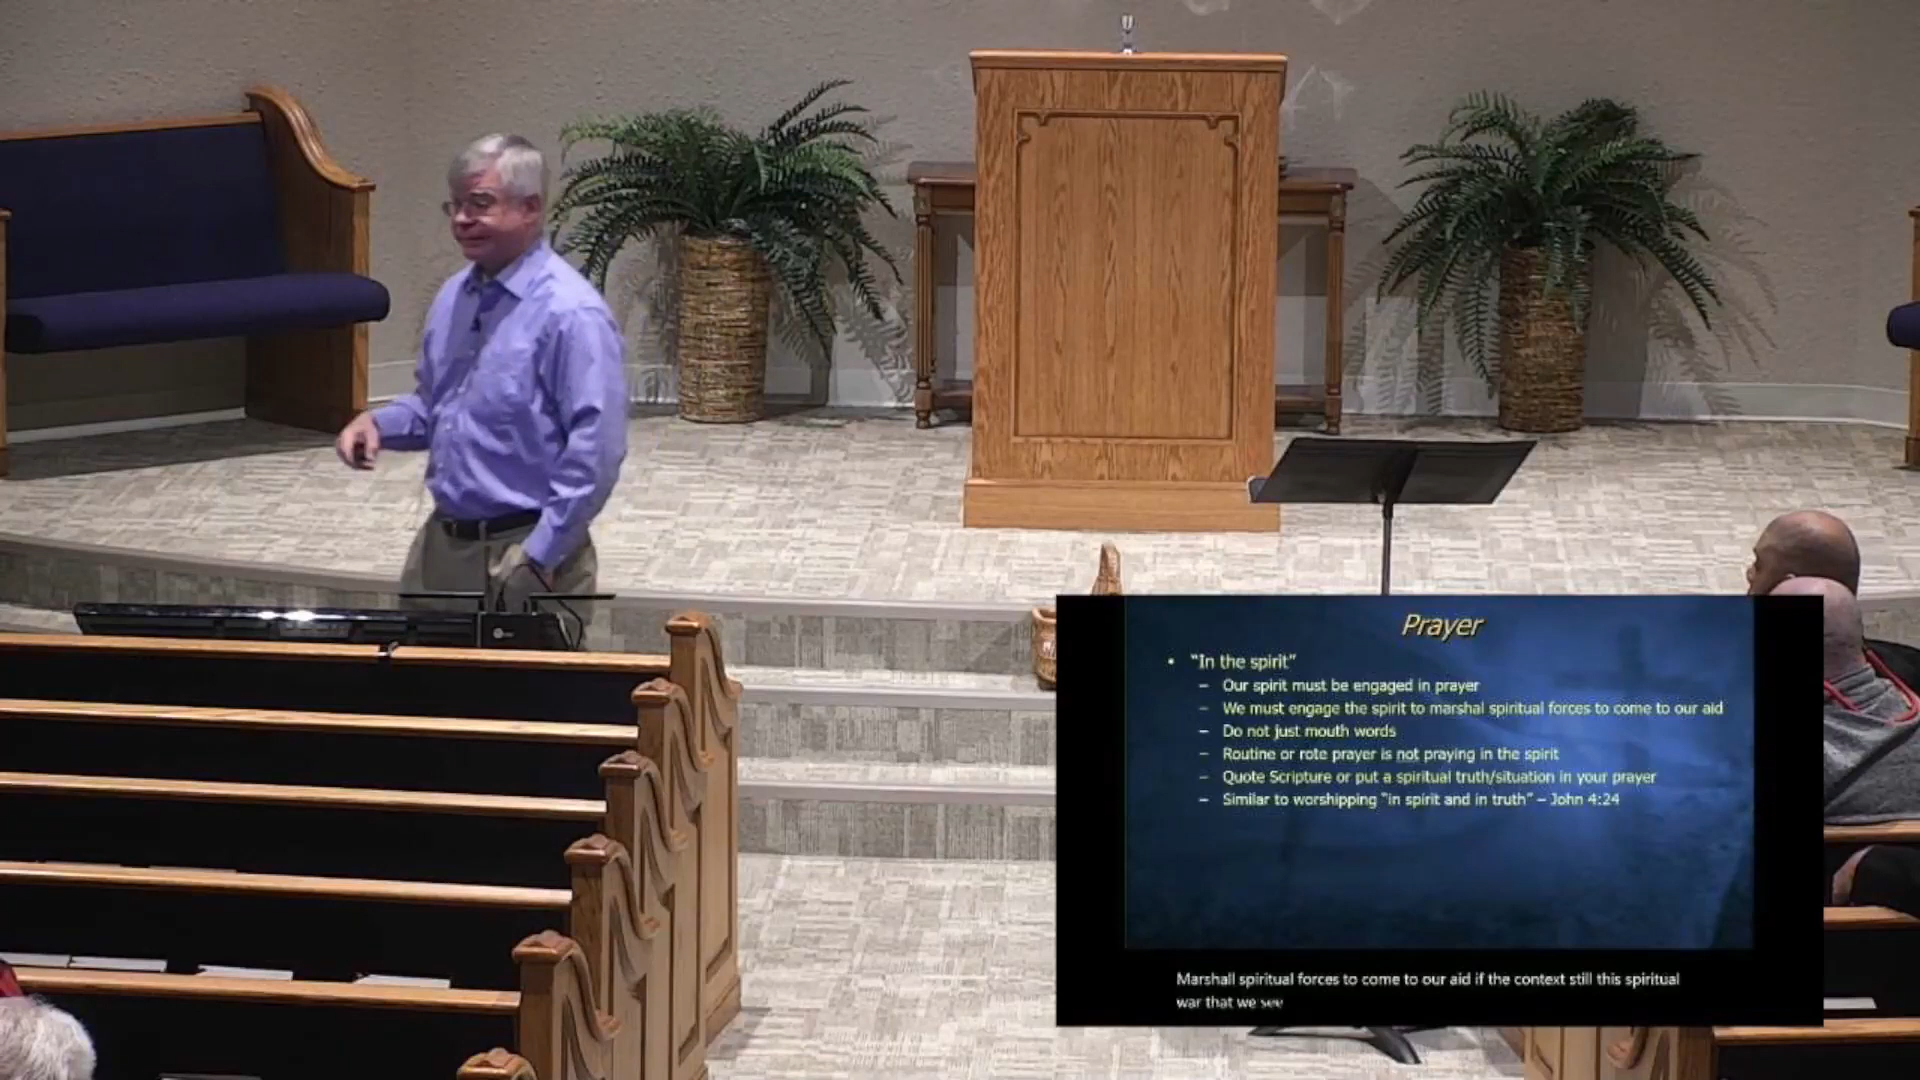 Prayer
• "In the spirit"
– Our spirit must be engaged in prayer
– We must engage the spirit to marshal spiritual forces to come to our aid
– Do not just mouth words
– Routine or rote prayer is not praying in the spirit
– Quote Scripture or put a spiritual truth/situation in your prayer
– Similar to worshipping "in spirit and in truth" – John 4:24
Marshall spiritual forces to come to our aid if the context still this spiritual
war that we see